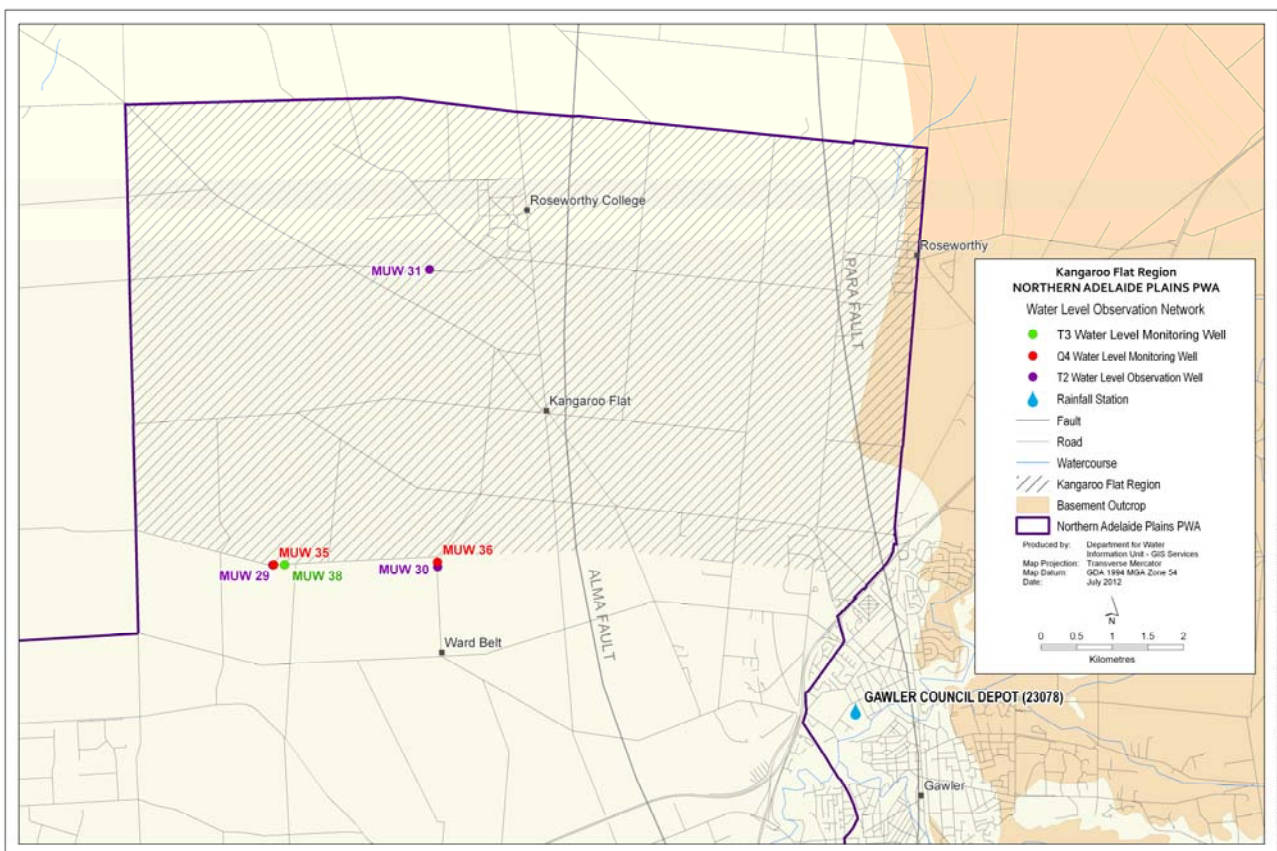 Roseworthy College
MUW 31
Roseworthy
PARA FAULT
Kangaroo Flat
MUW 35
MUW 36
MUW 29
MUW 38
MUW 30
ALMA FAULT
Ward Belt
GAWLER COUNCIL DEPOT (23078)
Gawler
Kangaroo Flat Region
NORTHERN ADELAIDE PLAINS PWA
Water Level Observation Network
T3 Water Level Monitoring Well
Q4 Water Level Monitoring Well
T2 Water Level Observation Well
Rainfall Station
Fault
Road
Watercourse
Kangaroo Flat Region
Basement Outcrop
Northern Adelaide Plains PWA
Produced by: Department for Water
Information Unit - GIS Services
Map Projection: Transverse Mercator
Map Datum: GDA 1994 MGA Zone 54
Date: July 2012
N
0 0.5 1 1.5 2
Kilometres